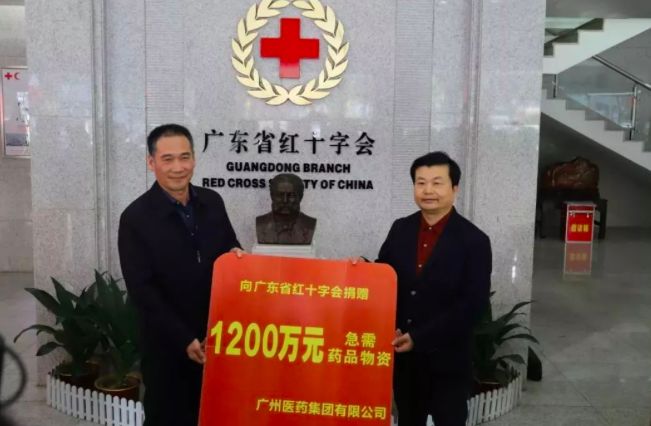 广东省红十字会
GUANGDONG BRANCH
RED CROSS SOCIETY OF CHINA
向广东省红十字会捐赠
1200万元 急需
药品物资
广州医药集团有限公司